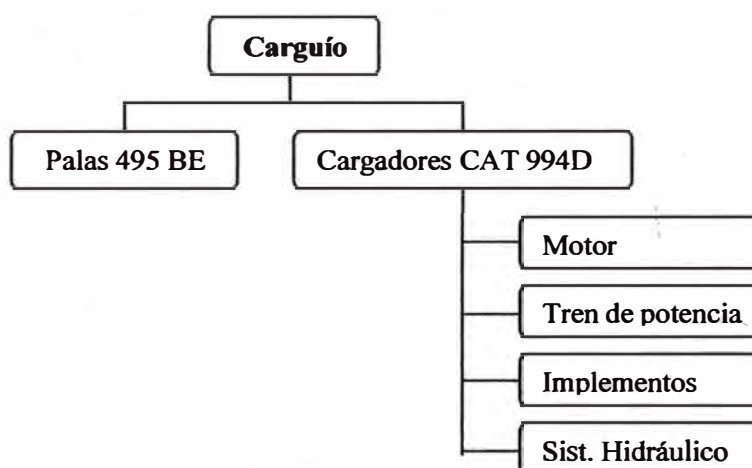 Carguío
Palas 495 BE
Cargadores CAT 994D
Motor
Tren de potencia
Implementos
Sist. Hidráulico